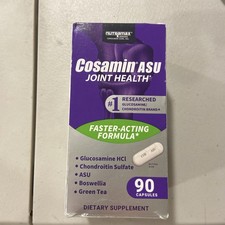 NUTRAMAX
Cosamin® ASU
JOINT HEALTH*
#1 RESEARCHED
GLUCOSAMINE/
CHONDROITIN BRAND
FASTER-ACTING
FORMULA*
• Glucosamine HCl
• Chondroitin Sulfate
• ASU
• Boswellia
• Green Tea
90
CAPSULES
DIETARY SUPPLEMENT